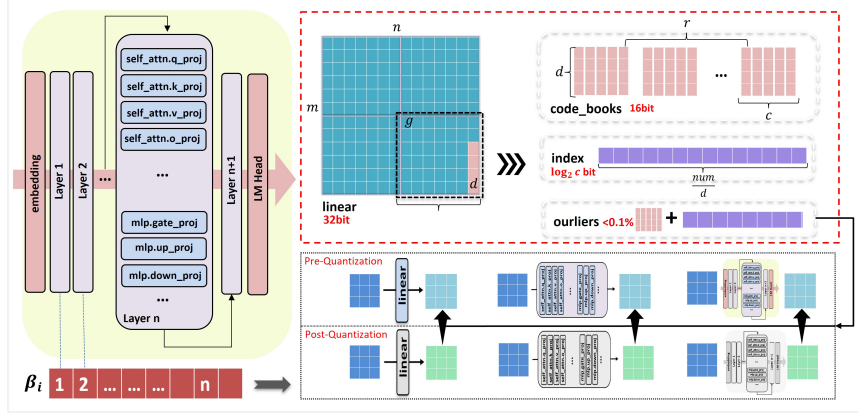 embedding
Layer 1
Layer 2
...
self_attn.q_proj
self_attn.k_proj
self_attn.v_proj
self_attn.o_proj
...
mlp.gate_proj
mlp.up_proj
mlp.down_proj
...
Layer n
Layer n+1
LM Head
β_i
1 2 ... ... ... n
n
m
g
d
linear
32bit
r
d
...
code_books 16bit
c
index
log₂ c bit
num
d
ourliers <0.1% +
Pre-Quantization
linear
Post-Quantization
linear